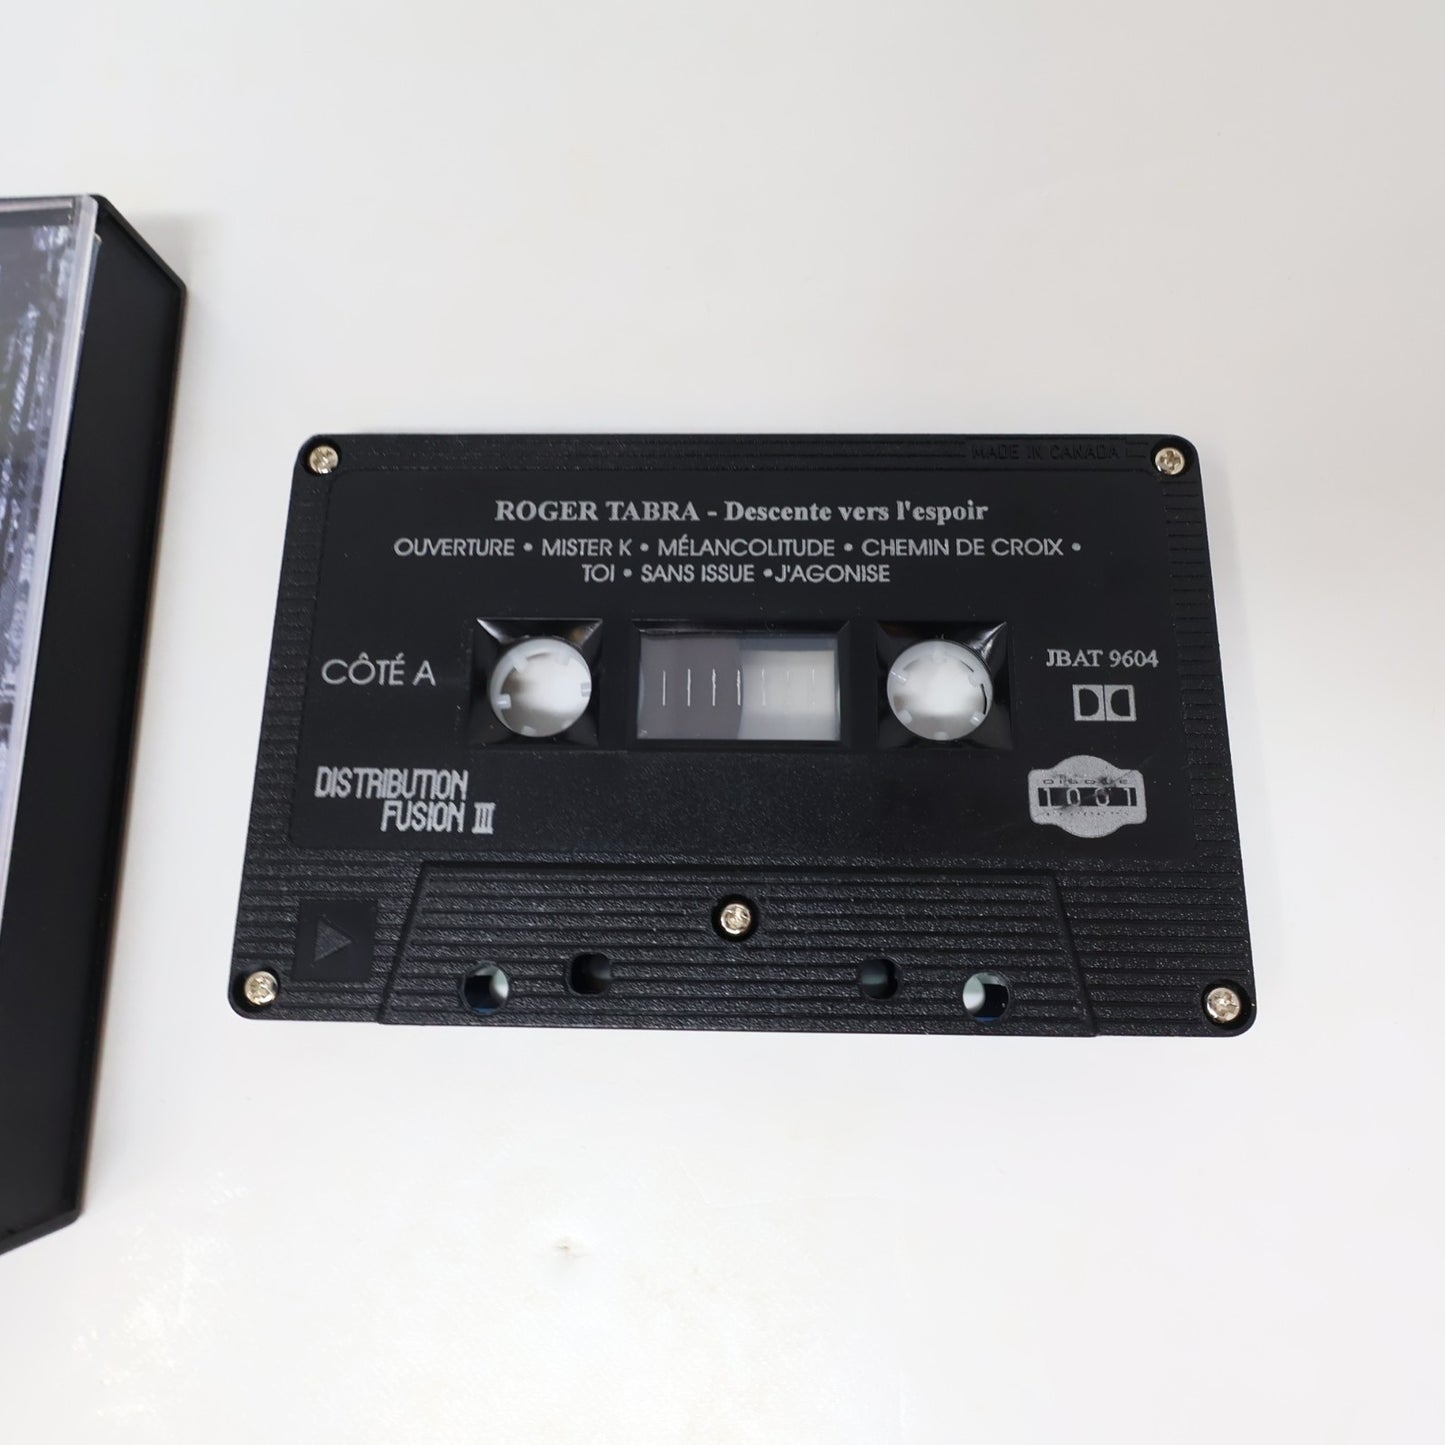 MADE IN CANADA
ROGER TABRA - Descente vers l'espoir
OUVERTURE • MISTER K • MÉLANCOLITUDE • CHEMIN DE CROIX •
TOI • SANS ISSUE •J'AGONISE
CÔTÉ A
JBAT 9604
DISTRIBUTION
FUSION III
DISQUE